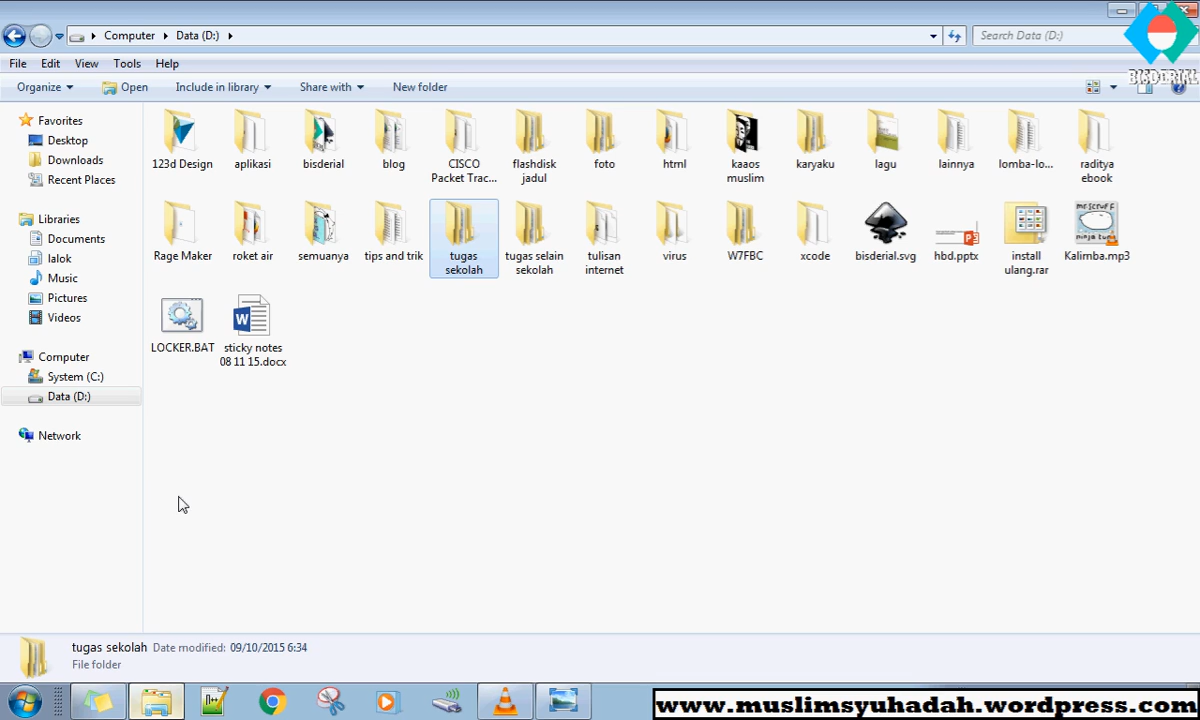 Computer
Data (D:)
Search Data (D:)
BISDERIAL
File Edit View Tools Help
Organize
Open
Include in library
Share with
New folder
Favorites
Desktop
Downloads
Recent Places
Libraries
Documents
lalok
Music
Pictures
Videos
Computer
System (C:)
Data (D:)
Network
123d Design
aplikasi
bisderial
blog
CISCO
Packet Trac...
flashdisk
jadul
foto
html
kaaos
muslim
karyaku
lagu
lainnya
lomba-lo...
raditya
ebook
Rage Maker
roket air
semuanya
tips and trik
tugas
sekolah
tugas selain
sekolah
tulisan
internet
virus
W7FBC
xcode
bisderial.svg
hbd.pptx
install
ulang.rar
Kalimba.mp3
LOCKER.BAT
sticky notes
08 11 15.docx
tugas sekolah Date modified: 09/10/2015 6:34
File folder
www.muslimsyuhadah.wordpress.com